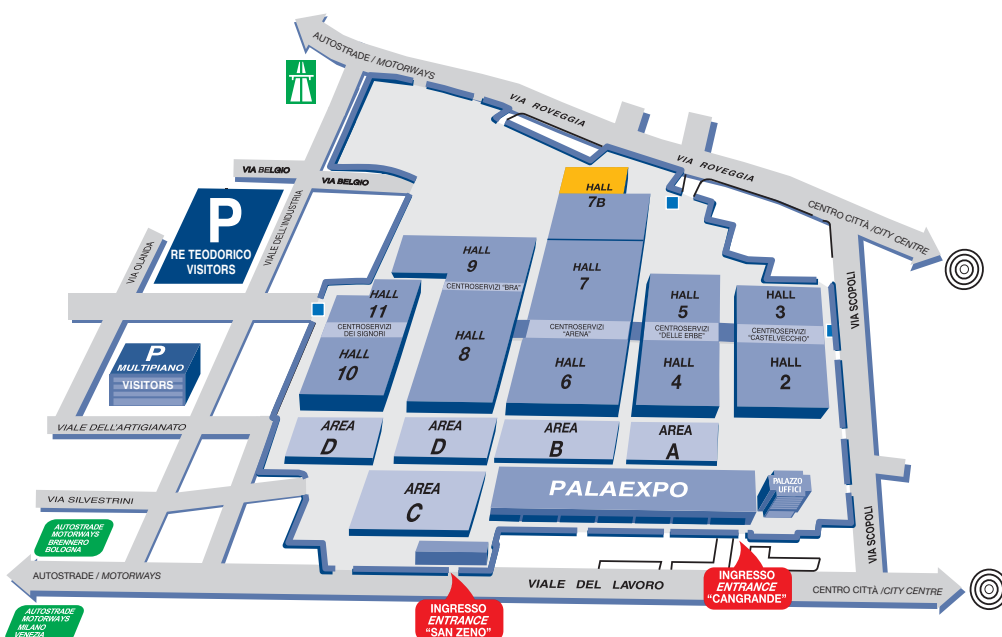 AUTOSTRADE / MOTORWAYS
VIA ROVEGGIA
VIA ROVEGGIA
CENTRO CITTÀ /CITY CENTRE
VIA BELGIO
VIA BELGIO
P
RE TEODORICO
VISITORS
VIALE DELL'INDUSTRIA
VIA OLANDA
VIA SCOPOLI
HALL
7B
HALL
9
CENTROSERVIZI "BRA"
HALL
7
HALL
11
CENTROSERVIZI
DEI SIGNORI
HALL
10
HALL
8
CENTROSERVIZI
"ARENA"
HALL
6
HALL
5
CENTROSERVIZI
"DELLE ERBE"
HALL
4
HALL
3
CENTROSERVIZI
"CASTELVECCHIO"
HALL
2
P
MULTIPIANO
VISITORS
VIALE DELL'ARTIGIANATO
AREA
D
AREA
D
AREA
B
AREA
A
AREA
C
PALAEXPO
PALAZZO
UFFICI
VIA SILVESTRINI
AUTOSTRADE
MOTORWAYS
BRENNERO
BOLOGNA
VIA SCOPOLI
AUTOSTRADE / MOTORWAYS
VIALE DEL LAVORO
CENTRO CITTÀ /CITY CENTRE
INGRESSO
ENTRANCE
"CANGRANDE"
INGRESSO
ENTRANCE
"SAN ZENO"
AUTOSTRADE
MOTORWAYS
MILANO
VENEZIA